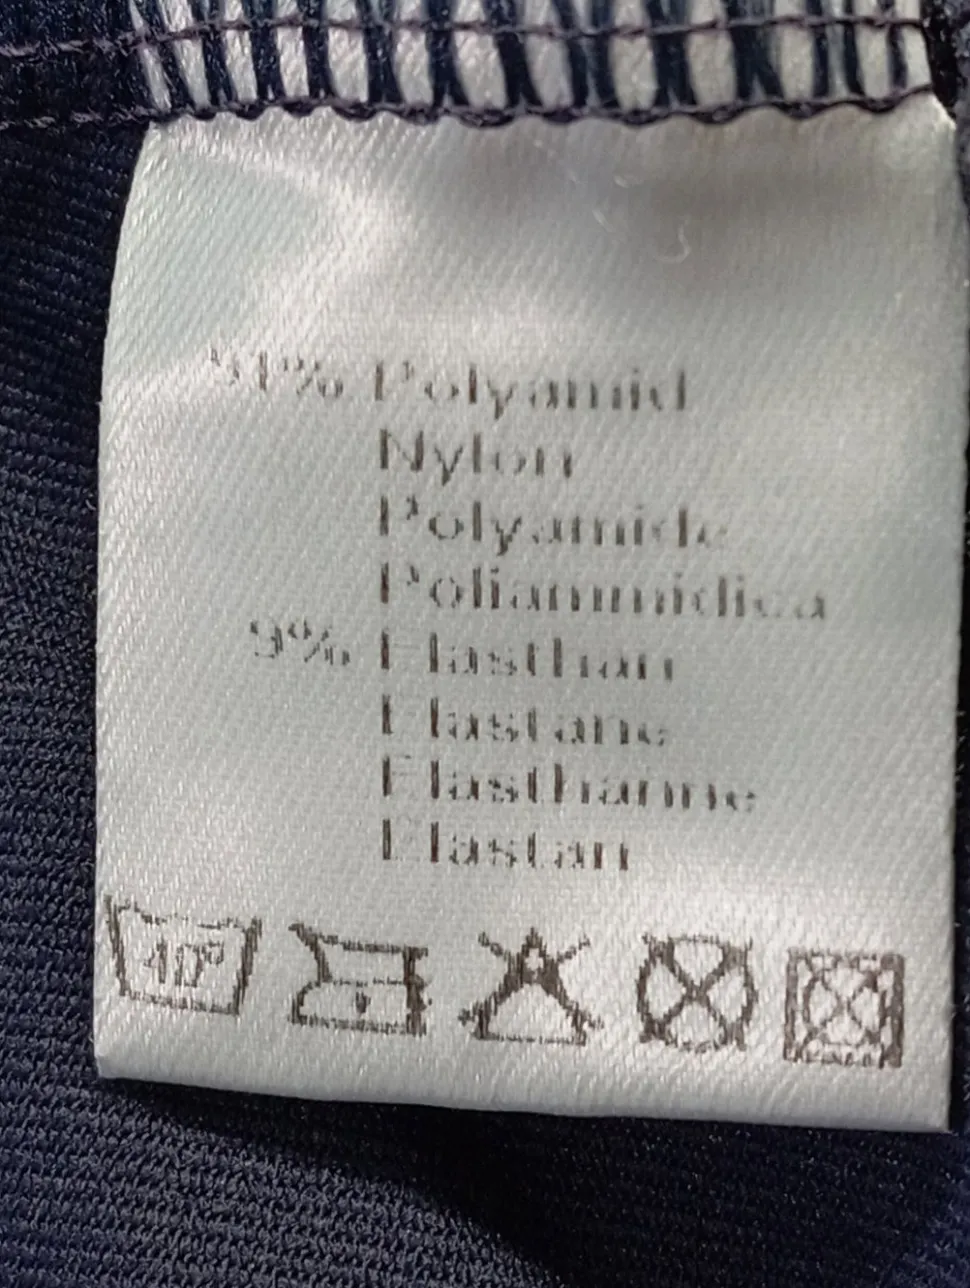 91% Polyamid
Nylon
Polyamide
Poliammidica
9% Elasthan
Elastane
Elasthanne
Elastan
40°